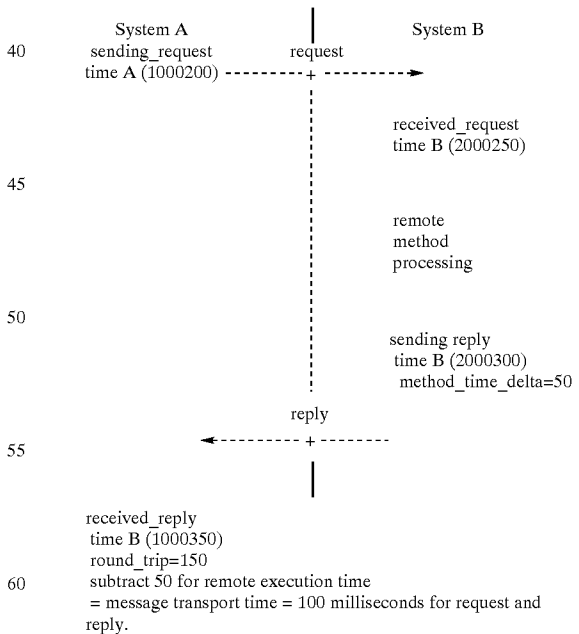 System A
System B
40
sending_request
request
time A (1000200)
+
received_request
time B (2000250)
45
remote
method
processing
50
sending reply
time B (2000300)
method_time_delta=50
reply
+
55
received_reply
time B (1000350)
round_trip=150
60
subtract 50 for remote execution time
= message transport time = 100 milliseconds for request and
reply.